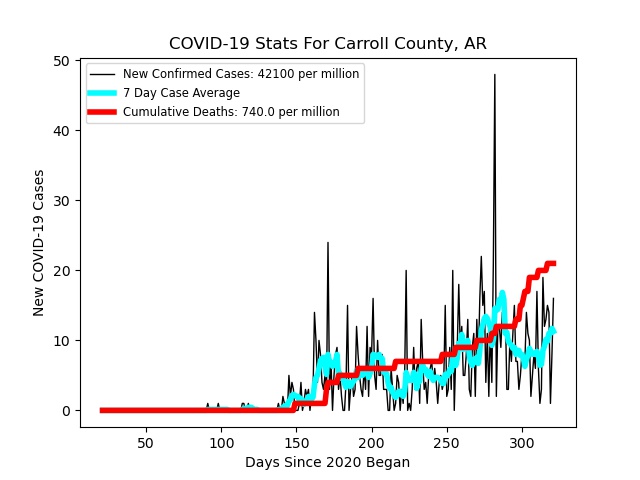 COVID-19 Stats For Carroll County, AR
New Confirmed Cases: 42100 per million
7 Day Case Average
Cumulative Deaths: 740.0 per million
New COVID-19 Cases
50
40
30
20
10
0
50 100 150 200 250 300
Days Since 2020 Began